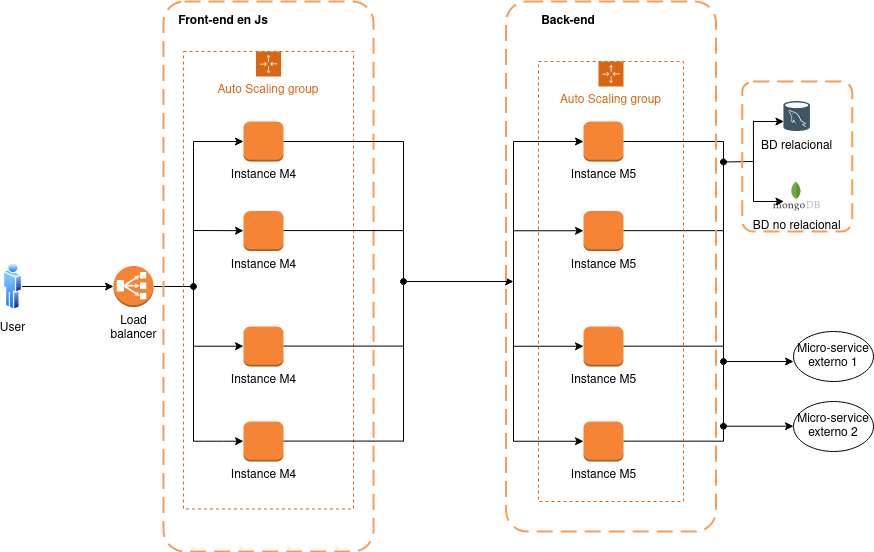 Front-end en Js
Back-end
Auto Scaling group
Auto Scaling group
Instance M4
Instance M4
Instance M4
Instance M4
Instance M5
Instance M5
Instance M5
Instance M5
User
Load
balancer
BD relacional
mongoDB
BD no relacional
Micro-service
externo 1
Micro-service
externo 2